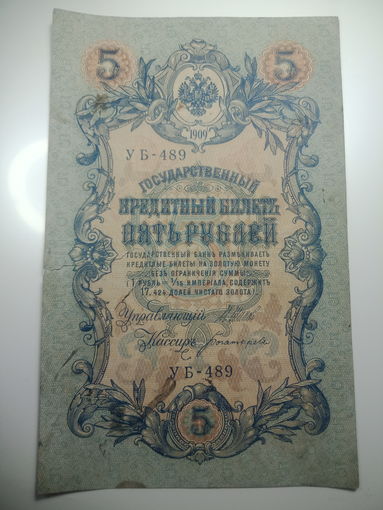 5 5
1909
УБ-489
ГОСУДАРСТВЕННЫЙ
КРЕДИТНЫЙ БИЛЕТЪ
ПЯТЬ РУБЛЕЙ
ГОСУДАРСТВЕННЫЙ БАНКЪ РАЗМѢНИВАЕТЪ
КРЕДИТНЫЕ БИЛЕТЫ НА ЗОЛОТУЮ МОНЕТУ
БЕЗЪ ОГРАНИЧЕНІЯ СУММЫ
(1 РУБЛЬ = 1/15 ИМПЕРІАЛА, СОДЕРЖИТЪ
17,424 ДОЛЕЙ ЧИСТАГО ЗОЛОТА).
Управляющій
Кассиръ
УБ-489
5